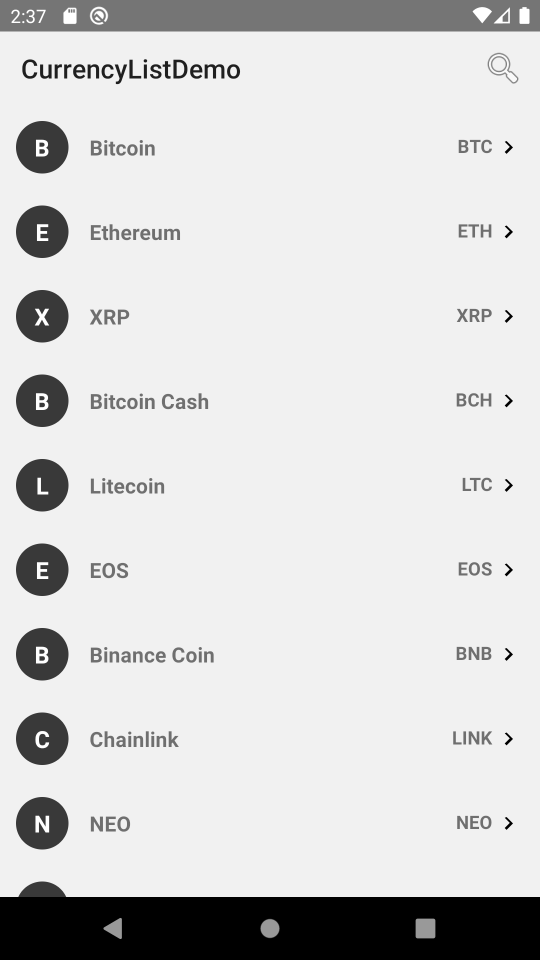 2:37
CurrencyListDemo
B Bitcoin BTC
E Ethereum ETH
X XRP XRP
B Bitcoin Cash BCH
L Litecoin LTC
E EOS EOS
B Binance Coin BNB
C Chainlink LINK
N NEO NEO